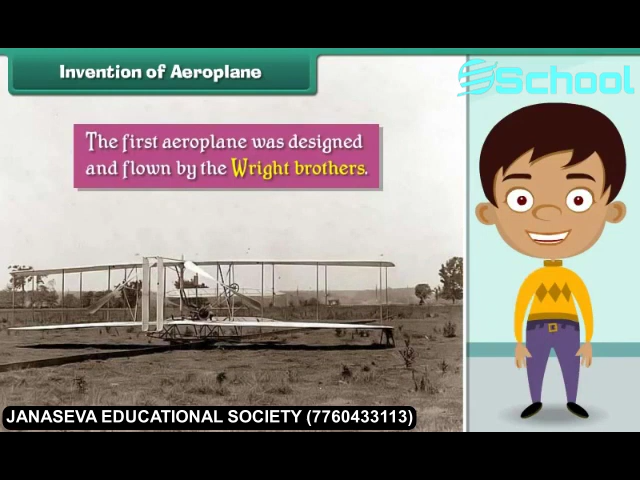 Invention of Aeroplane
School
The first aeroplane was designed
and flown by the Wright brothers.
JANASEVA EDUCATIONAL SOCIETY (7760433113)